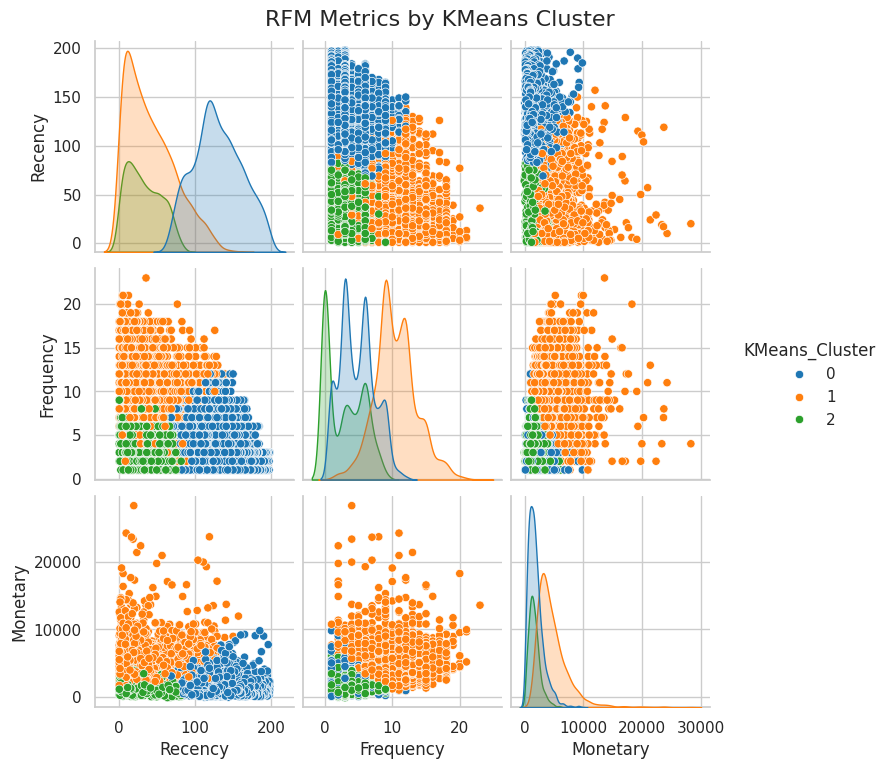 RFM Metrics by KMeans Cluster
200
150
100
50
0
Recency
20
15
10
5
0
Frequency
KMeans_Cluster
0
1
2
20000
10000
0
Monetary
0 100 200
0 10 20
0 10000 20000 30000
Recency
Frequency
Monetary